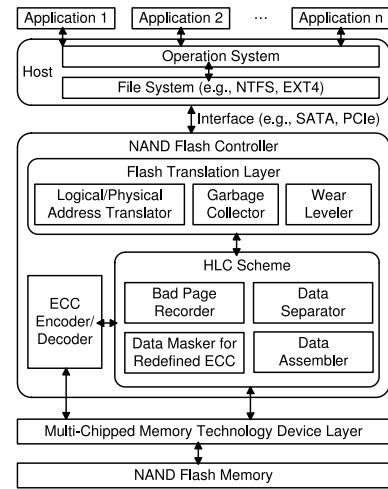 Application 1 Application 2 ... Application n
Operation System
Host
File System (e.g., NTFS, EXT4)
Interface (e.g., SATA, PCIe)
NAND Flash Controller
Flash Translation Layer
Logical/Physical
Address Translator
Garbage
Collector
Wear
Leveler
HLC Scheme
ECC
Encoder/
Decoder
Bad Page
Recorder
Data
Separator
Data Masker for
Redefined ECC
Data
Assembler
Multi-Chipped Memory Technology Device Layer
NAND Flash Memory